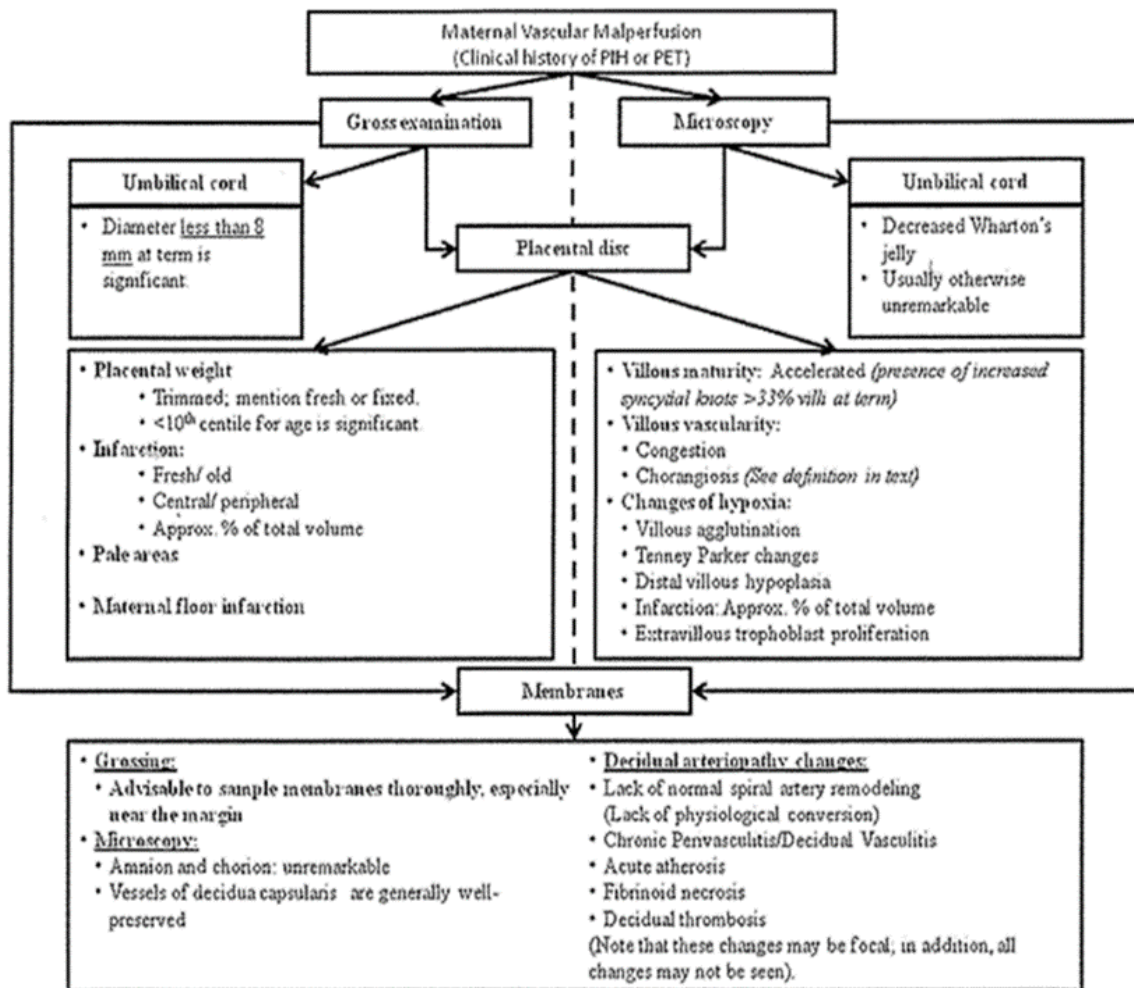 Maternal Vascular Malperfusion
(Clinical history of PIH or PET)
Gross examination
Microscopy
Umbilical cord
• Diameter less than 8
mm at term is
significant.
Umbilical cord
• Decreased Wharton's
jelly
• Usually otherwise
unremarkable
Placental disc
• Placental weight
• Trimmed; mention fresh or fixed.
• <10th centile for age is significant.
• Infarction:
• Fresh/ old
• Central/ peripheral
• Approx. % of total volume
• Pale areas
• Maternal floor infarction
• Villous maturity: Accelerated (presence of increased
syncytial knots >33% villi at term)
• Villous vascularity:
• Congestion
• Chorangiosis (See definition in text)
• Changes of hypoxia:
• Villous agglutination
• Tenney Parker changes
• Distal villous hypoplasia
• Infarction: Approx. % of total volume
• Extravillous trophoblast proliferation
Membranes
• Grossing:
• Advisable to sample membranes thoroughly, especially
near the margin
• Microscopy:
• Amnion and chorion: unremarkable
• Vessels of decidua capsularis are generally well-
preserved
• Decidual arteriopathy changes:
• Lack of normal spiral artery remodeling
(Lack of physiological conversion)
• Chronic Perivasculitis/Decidual Vasculitis
• Acute atherosis
• Fibrinoid necrosis
• Decidual thrombosis
(Note that these changes may be focal; in addition, all
changes may not be seen).